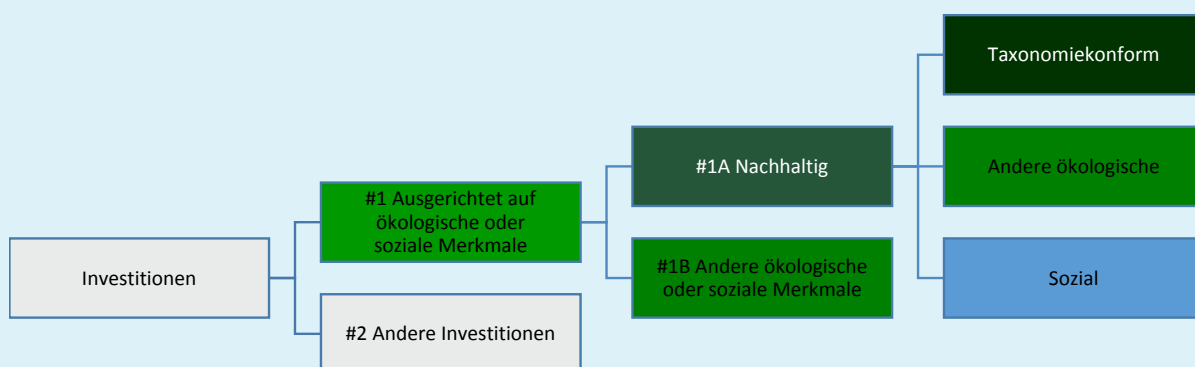 Investitionen
#1 Ausgerichtet auf
ökologische oder
soziale Merkmale
#2 Andere Investitionen
#1A Nachhaltig
#1B Andere ökologische
oder soziale Merkmale
Taxonomiekonform
Andere ökologische
Sozial